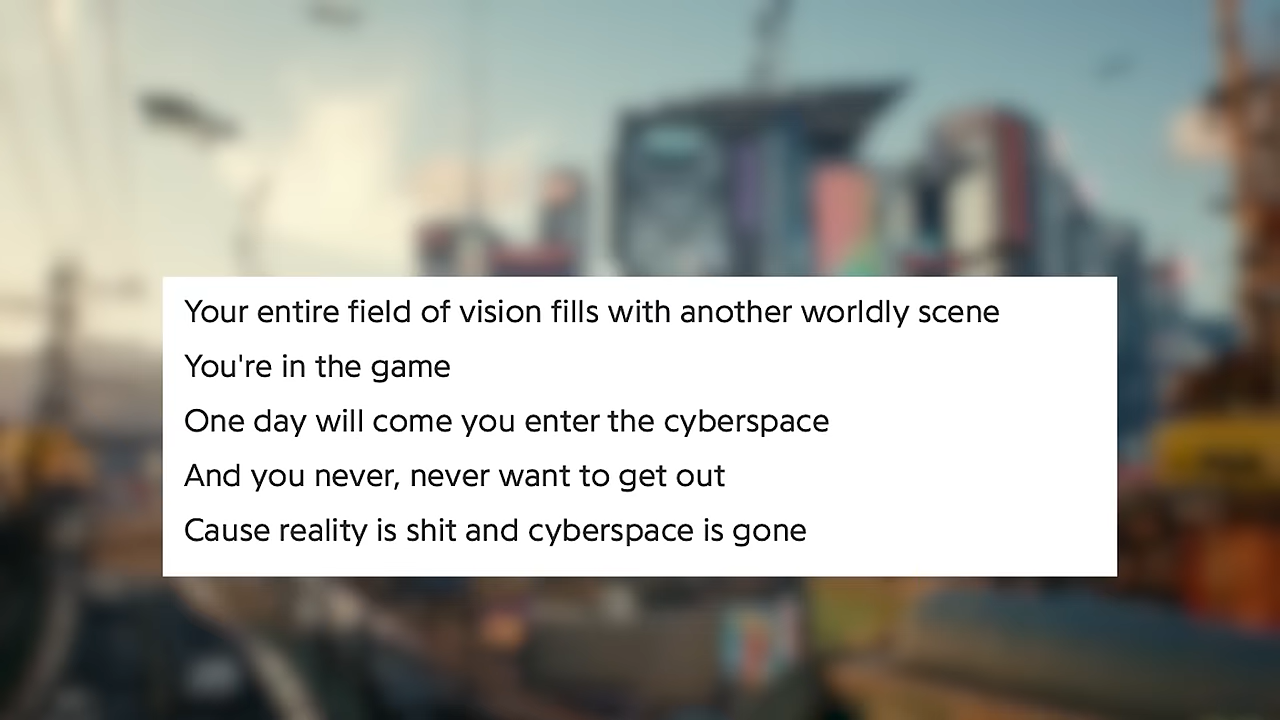 Your entire field of vision fills with another worldly scene
You're in the game
One day will come you enter the cyberspace
And you never, never want to get out
Cause reality is shit and cyberspace is gone